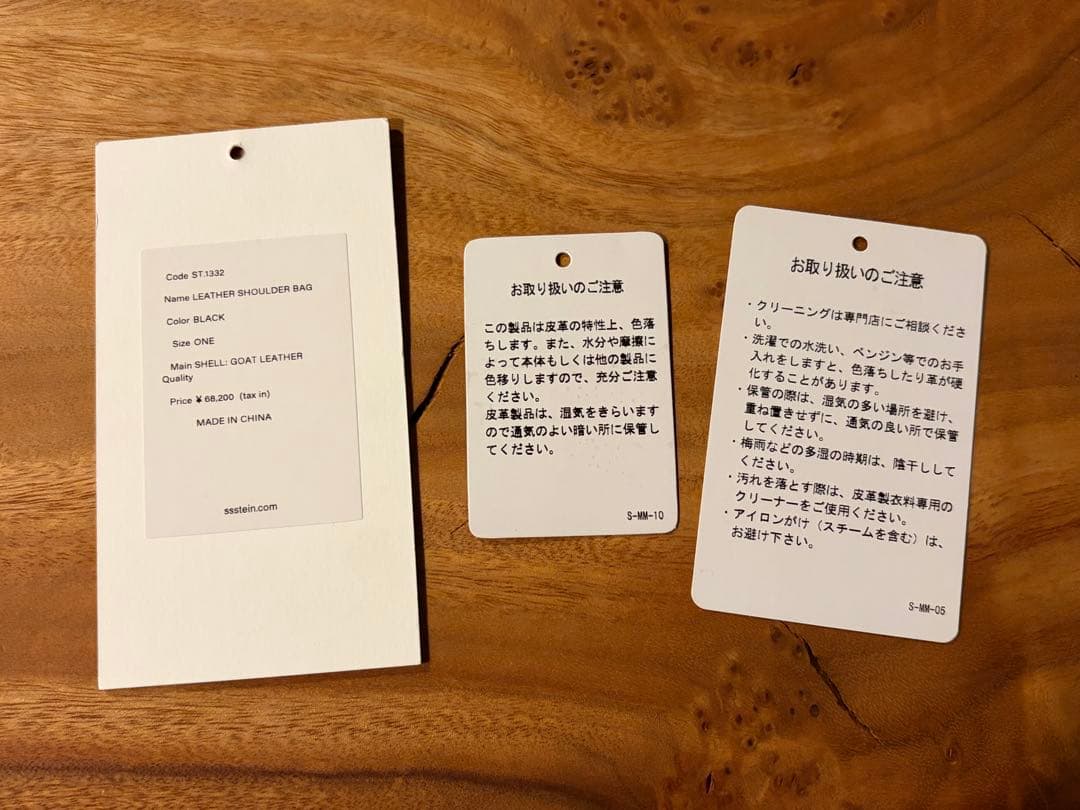 Code ST.1332
Name LEATHER SHOULDER BAG
Color BLACK
Size ONE
Main SHELL: GOAT LEATHER
Quality
Price ¥ 68,200 (tax in)
MADE IN CHINA
ssstein.com
お取り扱いのご注意
この製品は皮革の特性上、色落
ちします。また、水分や摩擦に
よって本体もしくは他の製品に
色移りしますので、充分ご注意
ください。
皮革製品は、湿気をきらいます
ので通気のよい暗い所に保管し
てください。
S-MM-10
お取り扱いのご注意
・クリーニングは専門店にご相談くださ
い。
・洗濯での水洗い、ベンジン等でのお手
入れをしますと、色落ちしたり革が硬
化することがあります。
・保管の際は、湿気の多い場所を避け、
重ね置きせずに、通気の良い所で保管
してください。
・梅雨などの多湿の時期は、陰干しして
ください。
・汚れを落とす際は、皮革製衣料専用の
クリーナーをご使用ください。
・アイロンがけ（スチームを含む）は、
お避け下さい。
S-MM-05